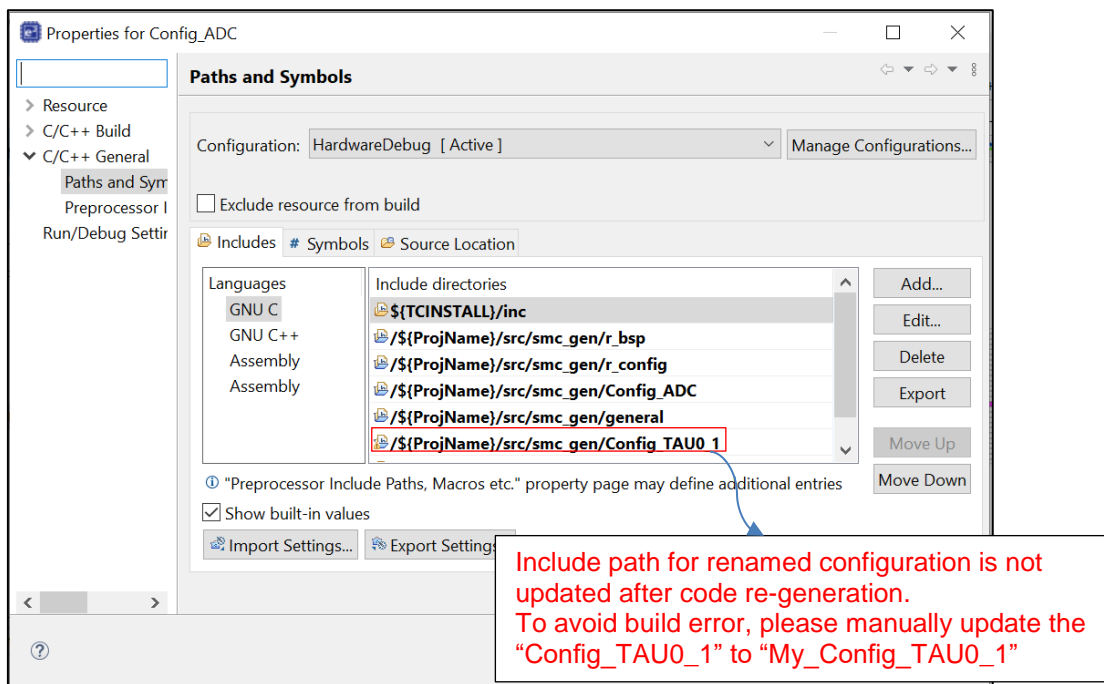 Properties for Config_ADC
Paths and Symbols
Resource
C/C++ Build
C/C++ General
Paths and Sym
Preprocessor I
Run/Debug Settir
Configuration: HardwareDebug [ Active ]
Manage Configurations...
Exclude resource from build
Includes # Symbols Source Location
Languages
GNU C
GNU C++
Assembly
Assembly
Include directories
${TCINSTALL}/inc
/${ProjName}/src/smc_gen/r_bsp
/${ProjName}/src/smc_gen/r_config
/${ProjName}/src/smc_gen/Config_ADC
/${ProjName}/src/smc_gen/general
/${ProjName}/src/smc_gen/Config_TAU0_1
Add...
Edit...
Delete
Export
Move Up
Move Down
"Preprocessor Include Paths, Macros etc." property page may define additional entries
Show built-in values
Import Settings... Export Settings
Include path for renamed configuration is not
updated after code re-generation.
To avoid build error, please manually update the
“Config_TAU0_1” to “My_Config_TAU0_1”